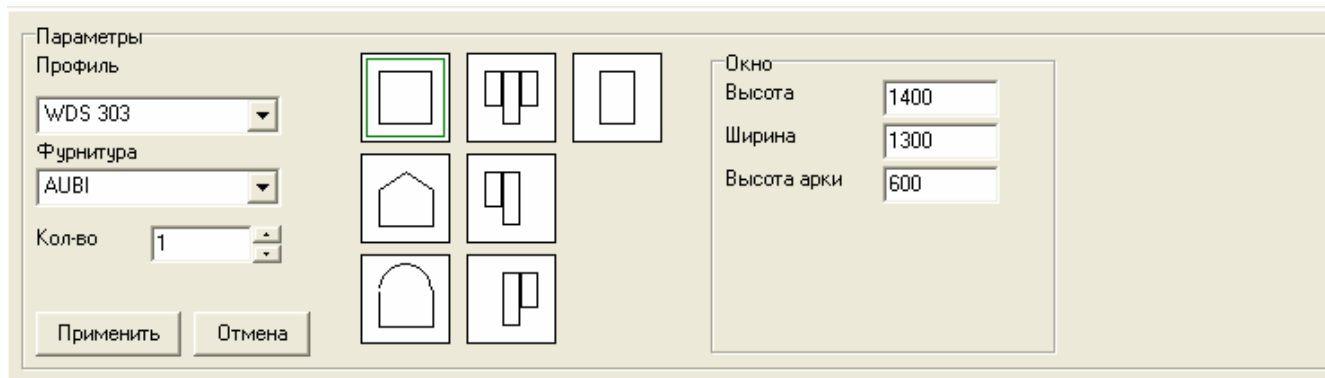 Параметры
Профиль
WDS 303
Фурнитура
AUBI
Кол-во 1
Применить Отмена
Окно
Высота 1400
Ширина 1300
Высота арки 600